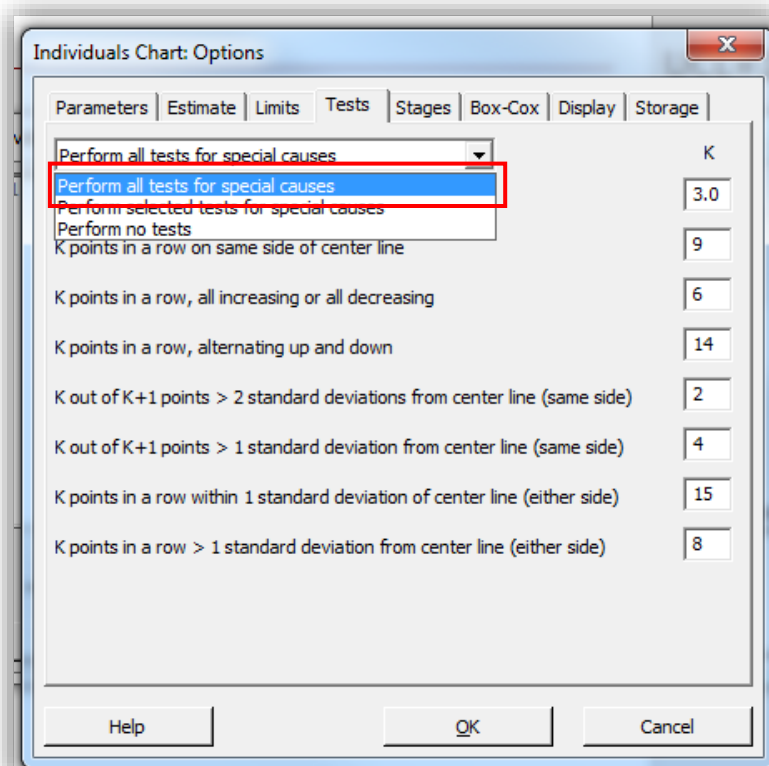 Individuals Chart: Options
Parameters Estimate Limits Tests Stages Box-Cox Display Storage
Perform all tests for special causes K
Perform all tests for special causes 3.0
Perform selected tests for special causes
Perform no tests
K points in a row on same side of center line 9
K points in a row, all increasing or all decreasing 6
K points in a row, alternating up and down 14
K out of K+1 points > 2 standard deviations from center line (same side) 2
K out of K+1 points > 1 standard deviation from center line (same side) 4
K points in a row within 1 standard deviation of center line (either side) 15
K points in a row > 1 standard deviation from center line (either side) 8
Help OK Cancel